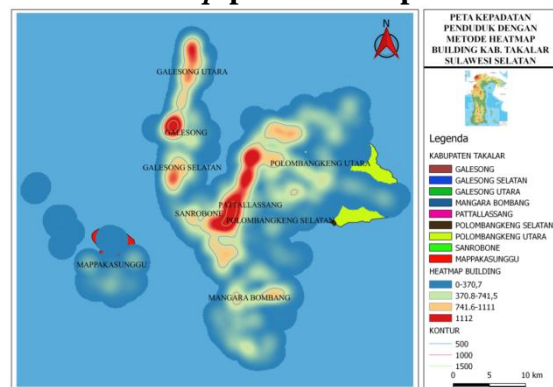 PETA KEPADATAN
PENDUDUK DENGAN
METODE HEATMAP
BUILDING KAB. TAKALAR
SULAWESI SELATAN
N
GALESONG UTARA
GALESONG
GALESONG SELATAN
POLOMBANGKENG UTARA
PATTALLASSANG
SANROBONE
POLOMBANGKENG SELATAN
MAPPAKASUNGGU
MANGARA BOMBANG
Legenda
KABUPATEN TAKALAR
GALESONG
GALESONG SELATAN
GALESONG UTARA
MANGARA BOMBANG
PATTALLASSANG
POLOMBANGKENG SELATAN
POLOMBANGKENG UTARA
SANROBONE
MAPPAKASUNGGU
HEATMAP BUILDING
0-370,7
370.8-741,5
741.6-1111
1112
KONTUR
500
1000
1500
0 5 10 km